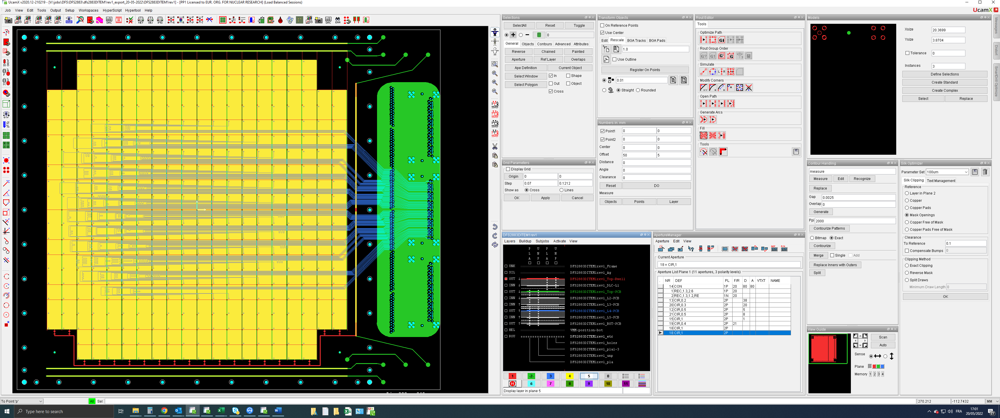 UcamX v2020.12-210219 - [V:\jobs\DFS\DFS2883\dfs2883DITEM1rev1_export_20-05-2022\DFS2883DITEM1rev1] - [PP1 Licensed to EUR. ORG. FOR NUCLEAR RESEARCH] (Load Balanced Sessions)
Job View Edit Tools Output Setup Workspaces HyperScript Hypertool Help
UcamX
Selections
SelectAll Reset Toggle
0
General Objects Contours Advanced Attributes
Reverse Chained Painted
Aperture Ref Layer Overlaps
Ape Definition Current Object
Select Window In Shape
Select Polygon Out Object
Cross
Grid Parameters
Display Grid
Origin 0 0
Step 0.07 0.1212
Show as Cross Lines
OK Apply Cancel
Transform Objects
On Reference Points
Use Center
Edit Rescale BGA Tracks BGA Pads
1.0
Use Outline
Register On Points
0.01
Straight Rounded
Numbers in: mm
Point1 0 0
Point2 0 0
Center 0 0
Offset 50 5
Distance 0
Angle 0
Clearance 0
Reset DO
Measure
Objects Points Layer
Rout Editor
Tools
Optimize Path
Rout Group Order
Simulate
Modify Corners
Open Path
Generate Arcs
Fill
Tools
Models
Xsize 20.3699
Ysize 3.8704
Tolerance 0
Instances 3
Define Selections
Create Standard
Create Complex
Select Replace
Messages
Distort
SmartDrill Optimize
Contour Handling
measure
Measure Edit Recognize
Replace
Gap 0.0025
Overlap 0
Generate
Ppi 2000
Contourize Patterns
Bitmap Exact
Contourize
Merge Single Add
Replace Inners with Outers
Split
Silk Optimizer
Parameter Set 100um
Silk Clipping Text Management
Reference
Layer in Plane 2
Copper
Copper Pads
Mask Openings
Copper Free of Mask
Copper Pads Free of Mask
Clearance
To Reference 0.1
Compensate Bumps 0
Clipping Method
Exact Clipping
Reverse Mask
Split Draws
Minimum Draw Length 0
OK
DFS2883DITEM1rev1
Layers Buildup Subjobs Activate View
PLA UNP PLA UNP
UNK DFS2883DITEM1rev1_Frame
SIL DFS2883DITEM1rev1_Ag
OUT DFS2883DITEM1rev1_Top-Rwell
INN DFS2883DITEM1rev1_DLC-L1
OUT DFS2883DITEM1rev1_Top-PCB
INN DFS2883DITEM1rev1_L2-PCB
INN DFS2883DITEM1rev1_L3-PCB
OUT DFS2883DITEM1rev1_L4-PCB
INN DFS2883DITEM1rev1_L5-PCB
OUT DFS2883DITEM1rev1_BOT-PCB
HEL VMM-position-bot
ROU DFS2883DITEM1rev1_etc
DFS2883DITEM1rev1_holes
DFS2883DITEM1rev1_pla1-3
DFS2883DITEM1rev1_unp
DFS2883DITEM1rev1_pla
1 -2- 3 4 5 0
H 6 7 8 9 10 11
Display layer in plane 5
ApertureManager
Aperture Edit View
Current Aperture
18 = CIR,1
Aperture List Plane 1 (11 apertures, 3 polarity levels)
. NR DEF PL F/R D A VTXT NAME
14 CON 1P 20 80 80
1 REC,1.3,2.6 1P 20
2 REC,1.3,1.2,RE 1N 20
13 CIR,0.2 2P 38
20 CIR,0.3 2P 20
12 CIR,0.5 2P 5
21 CIR,0.5 2P 8
15 CIR,1 2P 1
19 CIR,0.4 2P 21
18 CIR,1 2P
18 CIR,1 2P
View Guide
Scan
Auto
Sense
Plane
Memory 1 2 3 4
To Point 'p' All Sel 270.212 -112.7432 MM
Type here to search
FRA
17:01
20/05/2022
27